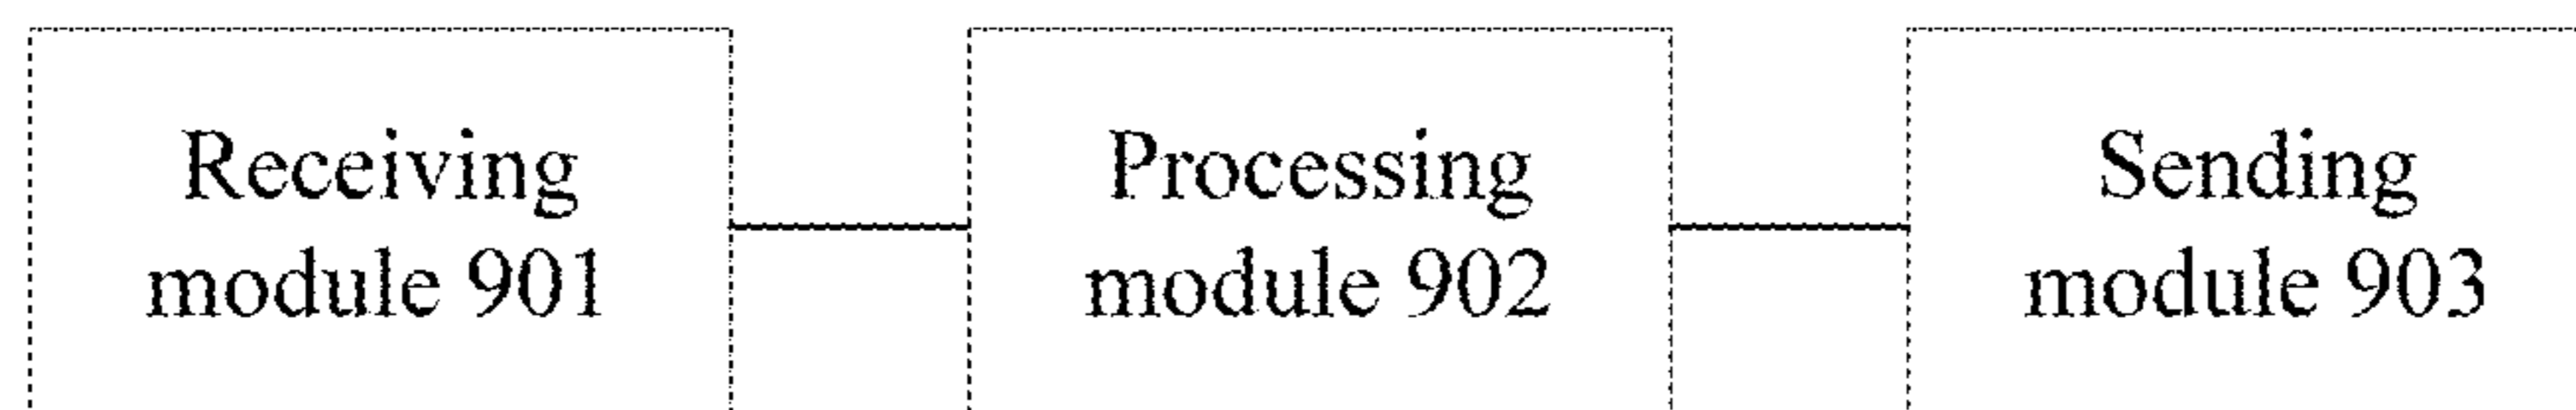 Receiving
module 901
Processing
module 902
Sending
module 903